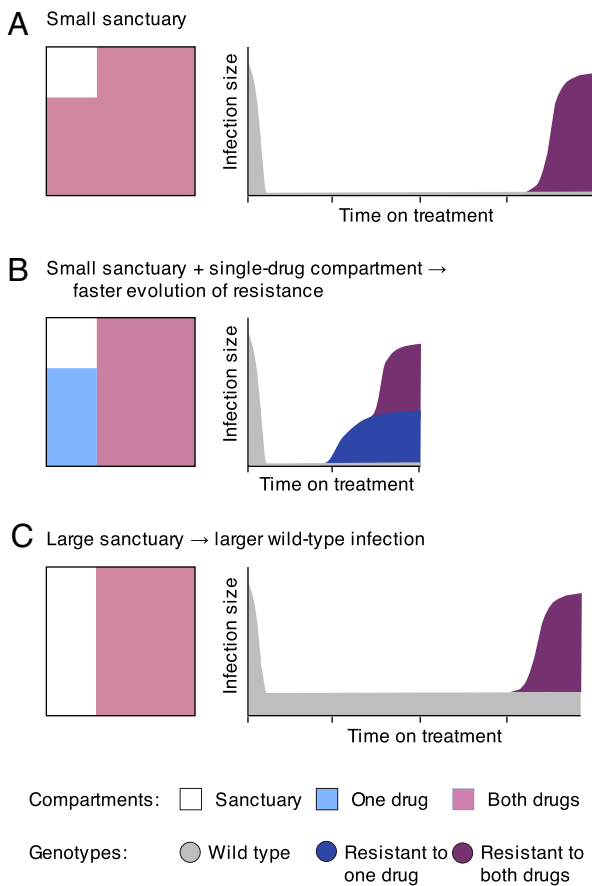 A Small sanctuary
Infection size
Time on treatment
B Small sanctuary + single-drug compartment →
faster evolution of resistance
Infection size
Time on treatment
C Large sanctuary → larger wild-type infection
Infection size
Time on treatment
Compartments: Sanctuary One drug Both drugs
Genotypes: Wild type Resistant to one drug Resistant to both drugs